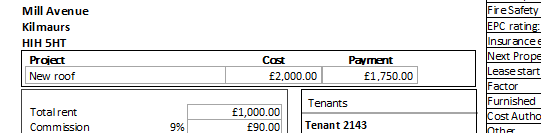 Mill Avenue
Kilmaurs
HIH 5HT
Project Cost Payment
New roof £2,000.00 £1,750.00
Total rent £1,000.00
Commission 9% £90.00
Tenants
Tenant 2143
Fire Safety
EPC rating:
Insurance e
Next Prope
Lease start
Factor
Furnished
Cost Autho
Other